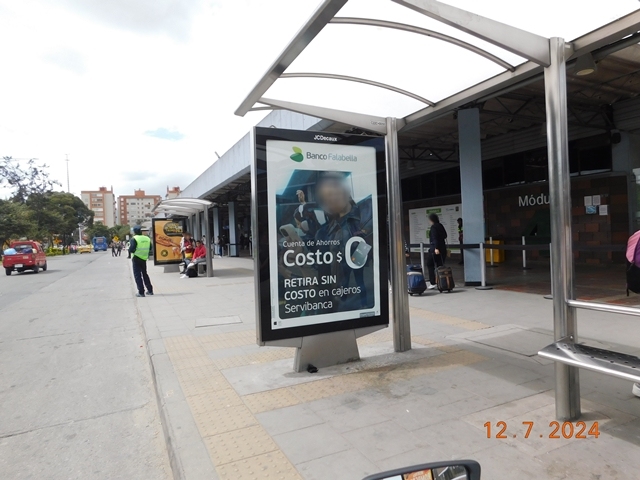 JCDecaux
Banco Falabella
Cuenta de Ahorros
Costo $0
RETIRA SIN
COSTO en cajeros
Servibanca
Módu
12.7.2024